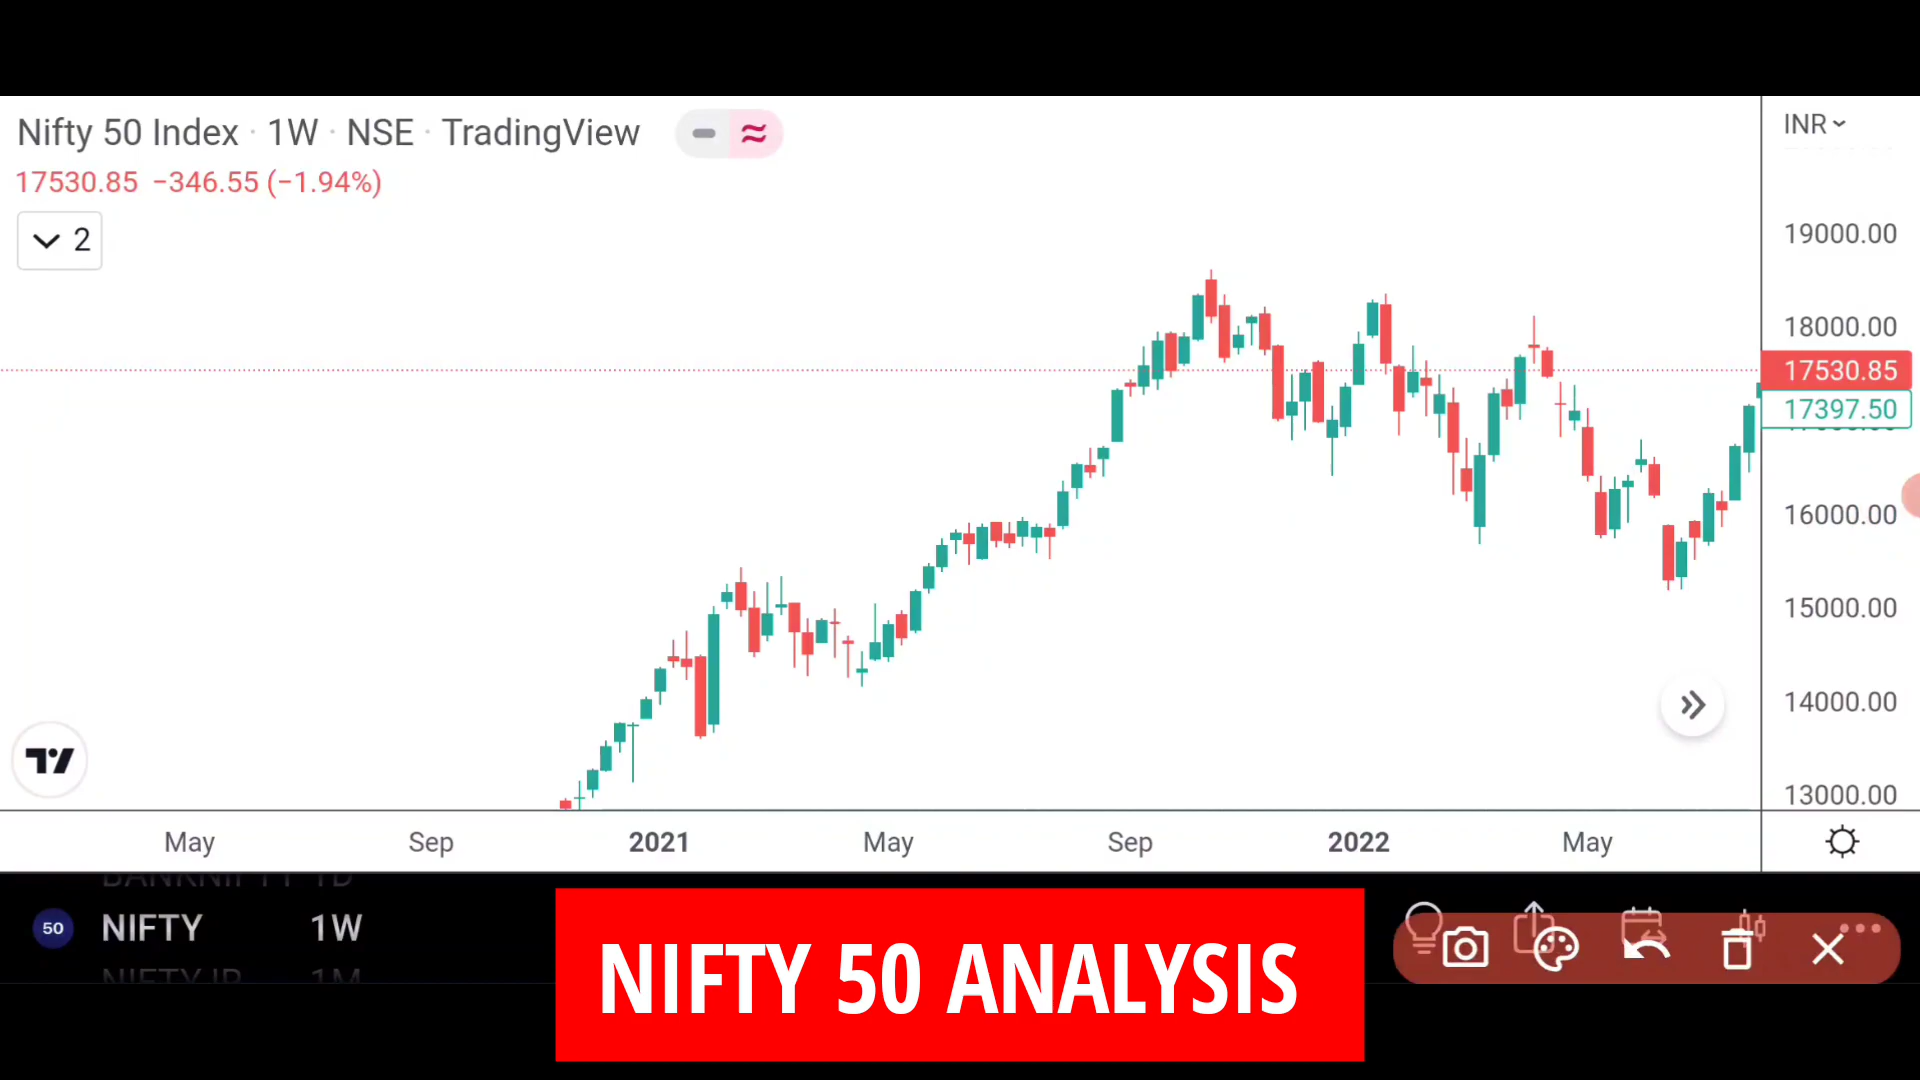 Nifty 50 Index · 1W · NSE · TradingView
INR
17530.85 −346.55 (−1.94%)
2
19000.00
18000.00
17530.85
17397.50
16000.00
15000.00
14000.00
13000.00
May Sep 2021 May Sep 2022 May
BANKNIFTY 1D
50 NIFTY 1W
NIFTY 50 ANALYSIS